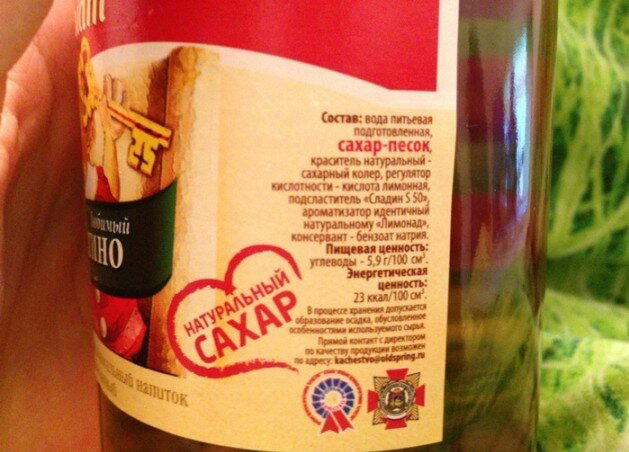 Состав: вода питьевая
подготовленная,
сахар-песок,
краситель натуральный -
сахарный колер, регулятор
кислотности - кислота лимонная,
подсластитель «Сладин S 50»,
ароматизатор идентичный
натуральному «Лимонад»,
консервант - бензоат натрия.
Пищевая ценность:
углеводы - 5,9 г/100 см³.
Энергетическая
ценность:
23 ккал/100 см³.
В процессе хранения допускается
образование осадка, обусловленное
особенностями используемого сырья.
Прямой контакт с директором
по качеству продукции возможен
по адресу: kachestvo@oldspring.ru
НАТУРАЛЬНЫЙ
САХАР
Любимый
напиток